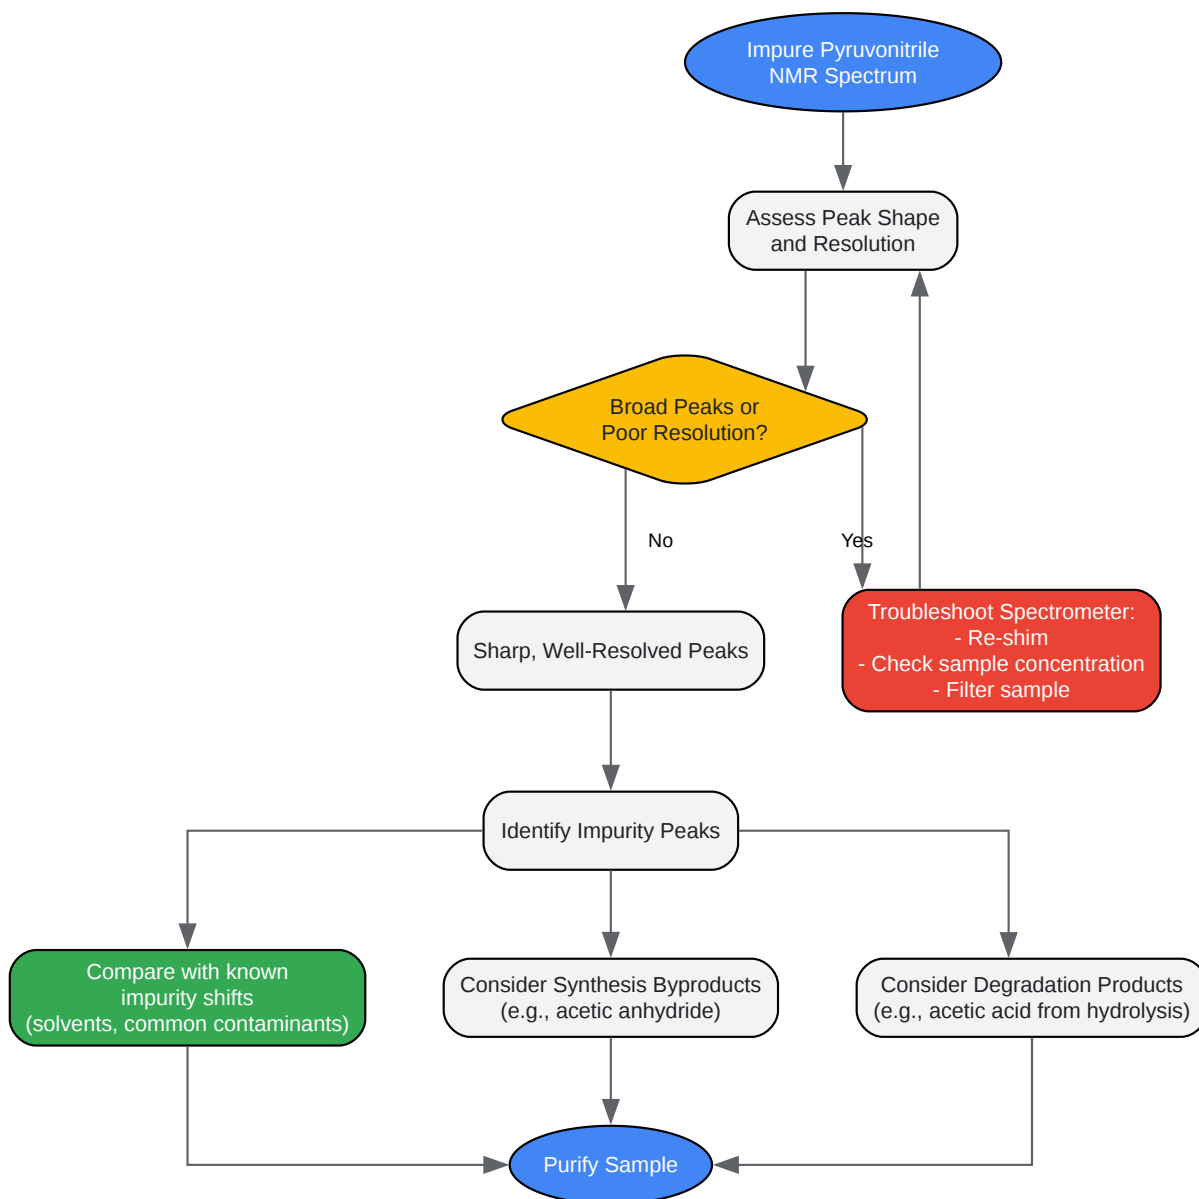 Impure Pyruvonitrile
NMR Spectrum
Assess Peak Shape
and Resolution
Broad Peaks or
Poor Resolution?
No
Yes
Troubleshoot Spectrometer:
- Re-shim
- Check sample concentration
- Filter sample
Sharp, Well-Resolved Peaks
Identify Impurity Peaks
Compare with known
impurity shifts
(solvents, common contaminants)
Consider Synthesis Byproducts
(e.g., acetic anhydride)
Consider Degradation Products
(e.g., acetic acid from hydrolysis)
Purify Sample